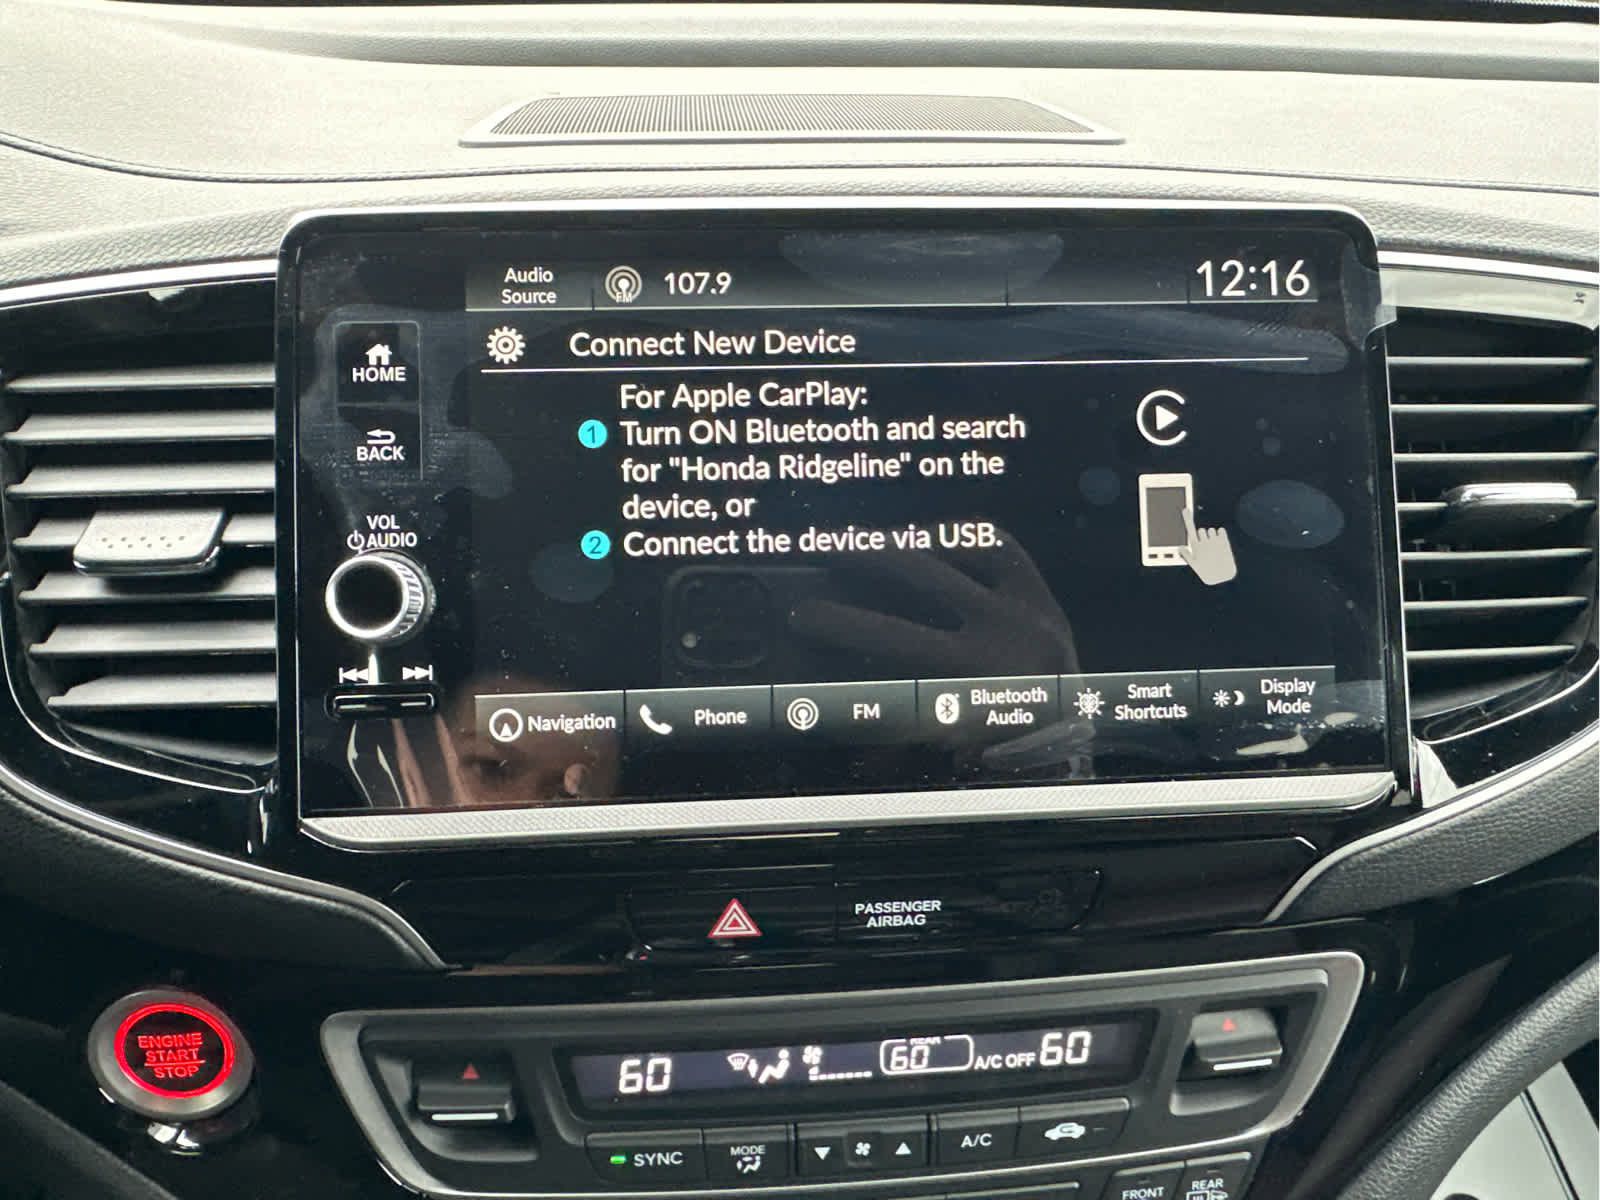 Audio
Source
FM
107.9
12:16
HOME
BACK
VOL
AUDIO
Connect New Device
For Apple CarPlay:
1 Turn ON Bluetooth and search
for "Honda Ridgeline" on the
device, or
2 Connect the device via USB.
Navigation
Phone
FM
Bluetooth
Audio
Smart
Shortcuts
Display
Mode
PASSENGER
AIRBAG
ENGINE
START
STOP
60
REAR
60
A/C OFF 60
SYNC
MODE
A/C
FRONT
REAR